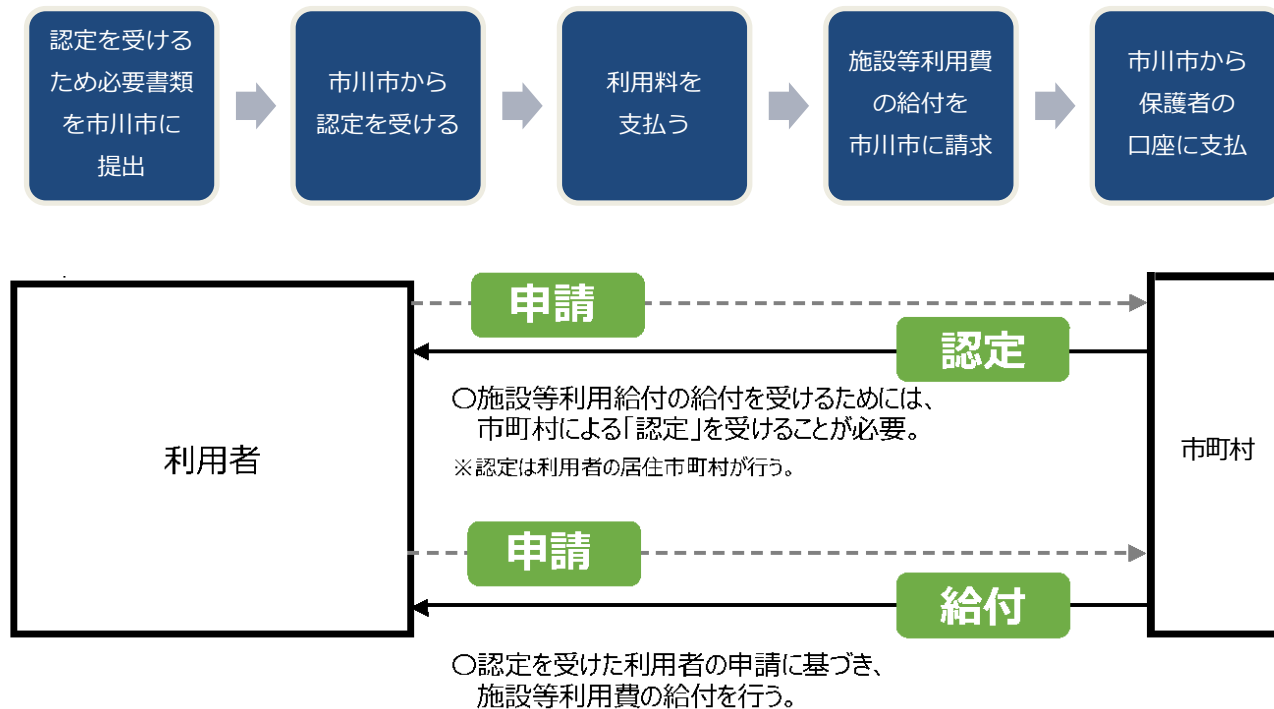 認定を受ける
ため必要書類
を市川市に
提出
市川市から
認定を受ける
利用料を
支払う
施設等利用費
の給付を
市川市に請求
市川市から
保護者の
口座に支払
利用者
申請
認定
○施設等利用給付の給付を受けるためには、
市町村による「認定」を受けることが必要。
※認定は利用者の居住市町村が行う。
市町村
申請
給付
○認定を受けた利用者の申請に基づき、
施設等利用費の給付を行う。